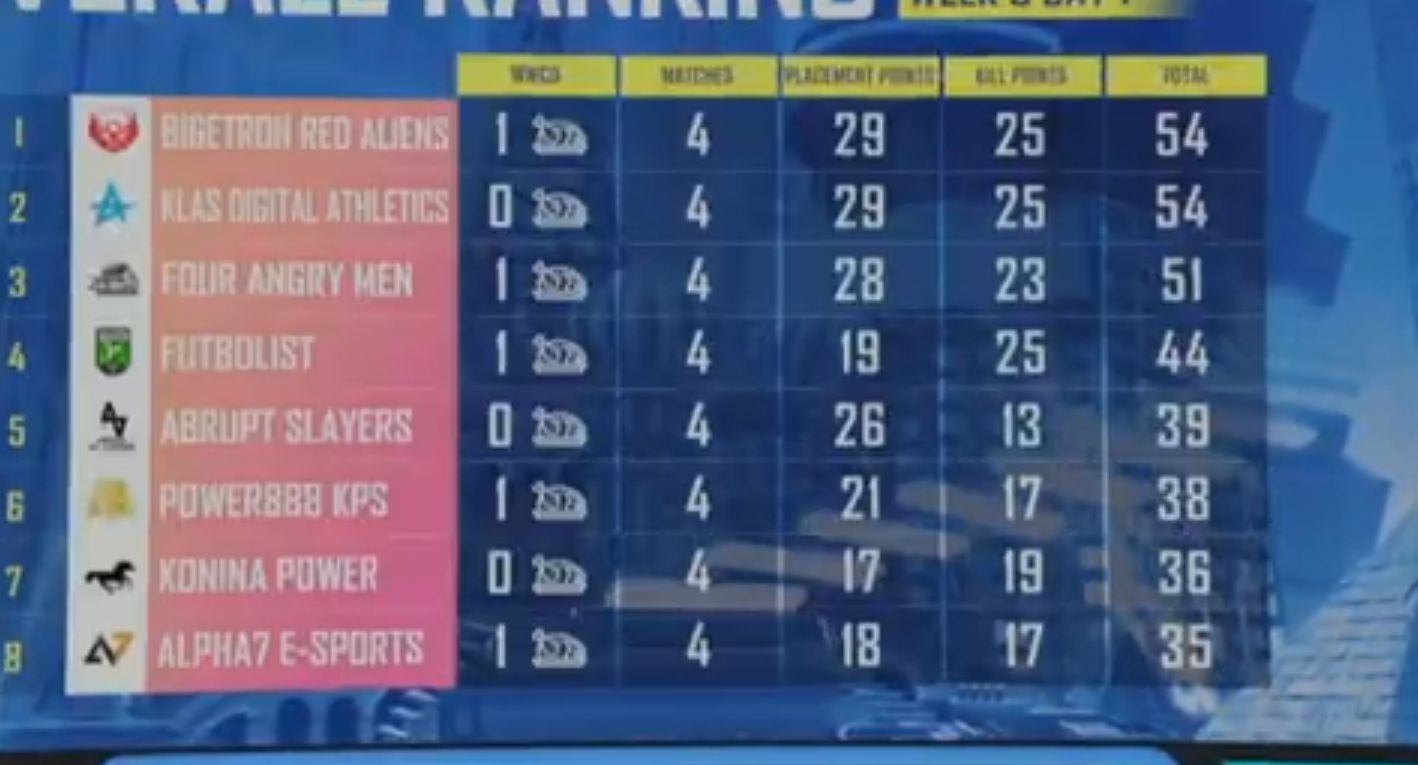 OVERALL RANKING
WWCD MATCHES PLACEMENT POINTS KILL POINTS TOTAL
1 BIGETRON RED ALIENS 1 4 29 25 54
2 KLAS DIGITAL ATHLETICS 0 4 29 25 54
3 FOUR ANGRY MEN 1 4 28 23 51
4 FUTBOLIST 1 4 19 25 44
5 ABRUPT SLAYERS 0 4 26 13 39
6 POWER888 KPS 1 4 21 17 38
7 KONINA POWER 0 4 17 19 36
8 ALPHA7 E-SPORTS 1 4 18 17 35